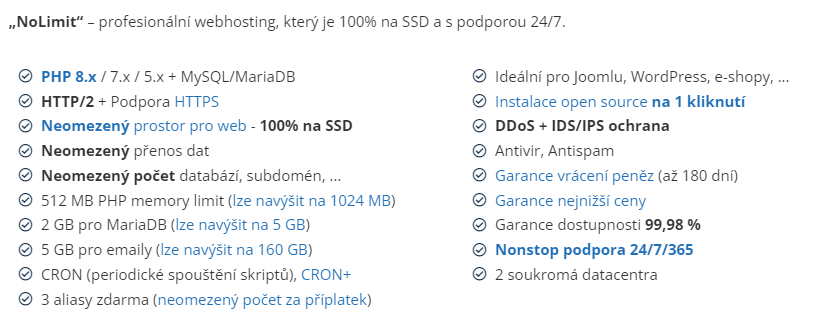 „NoLimit“ – profesionální webhosting, který je 100% na SSD a s podporou 24/7.
PHP 8.x / 7.x / 5.x + MySQL/MariaDB
HTTP/2 + Podpora HTTPS
Neomezený prostor pro web - 100% na SSD
Neomezený přenos dat
Neomezený počet databází, subdomén, ...
512 MB PHP memory limit (lze navýšit na 1024 MB)
2 GB pro MariaDB (lze navýšit na 5 GB)
5 GB pro emaily (lze navýšit na 160 GB)
CRON (periodické spouštění skriptů), CRON+
3 aliasy zdarma (neomezený počet za příplatek)
Ideální pro Joomlu, WordPress, e-shopy, ...
Instalace open source na 1 kliknutí
DDoS + IDS/IPS ochrana
Antivir, Antispam
Garance vrácení peněz (až 180 dní)
Garance nejnižší ceny
Garance dostupnosti 99,98 %
Nonstop podpora 24/7/365
2 soukromá datacentra